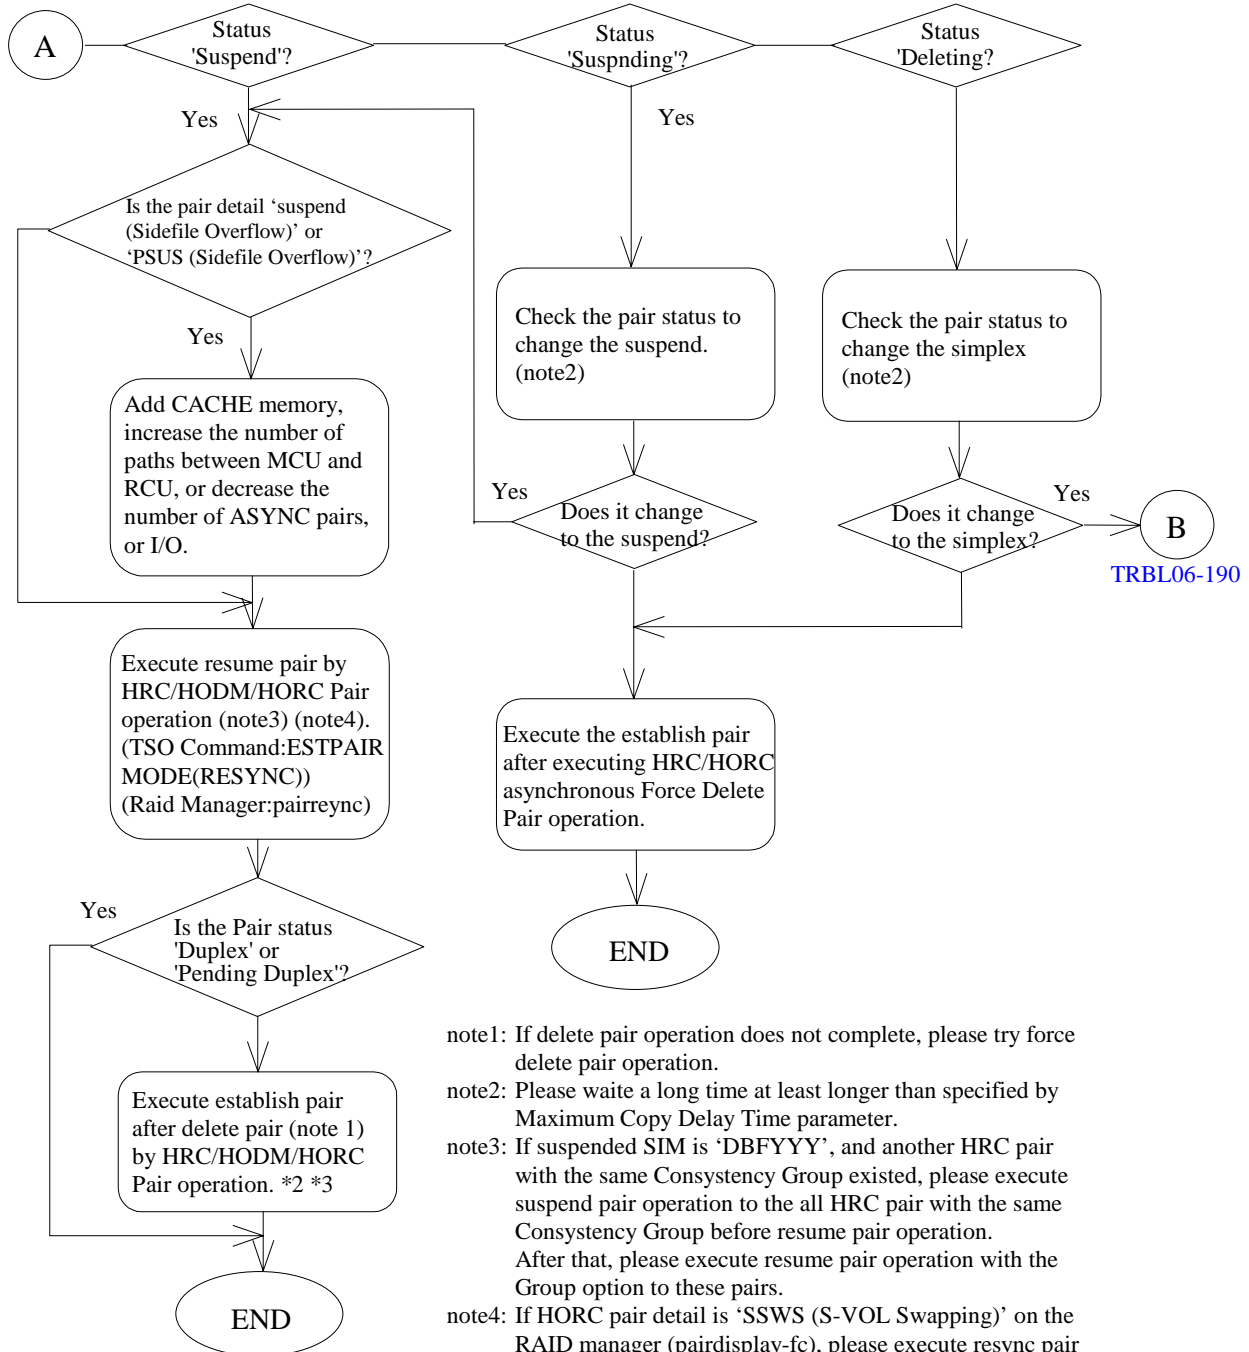 A
Status
'Suspend'?
Status
'Suspnding'?
Status
'Deleting?
Yes
Yes
Is the pair detail ‘suspend
(Sidefile Overflow)’ or
‘PSUS (Sidefile Overflow)’?
Yes
Add CACHE memory,
increase the number of
paths between MCU and
RCU, or decrease the
number of ASYNC pairs,
or I/O.
Check the pair status to
change the suspend.
(note2)
Check the pair status to
change the simplex
(note2)
Yes
Does it change
to the suspend?
Does it change
to the simplex?
Yes
B
TRBL06-190
Execute resume pair by
HRC/HODM/HORC Pair
operation (note3) (note4).
(TSO Command:ESTPAIR
MODE(RESYNC))
(Raid Manager:pairreync)
Execute the establish pair
after executing HRC/HORC
asynchronous Force Delete
Pair operation.
END
Yes
Is the Pair status
'Duplex' or
'Pending Duplex'?
Execute establish pair
after delete pair (note 1)
by HRC/HODM/HORC
Pair operation. *2 *3
END
note1: If delete pair operation does not complete, please try force
delete pair operation.
note2: Please waite a long time at least longer than specified by
Maximum Copy Delay Time parameter.
note3: If suspended SIM is ‘DBFYYY’, and another HRC pair
with the same Consystency Group existed, please execute
suspend pair operation to the all HRC pair with the same
Consystency Group before resume pair operation.
After that, please execute resume pair operation with the
Group option to these pairs.
note4: If HORC pair detail is ‘SSWS (S-VOL Swapping)’ on the
RAID manager (pairdisplay-fc), please execute resync pair